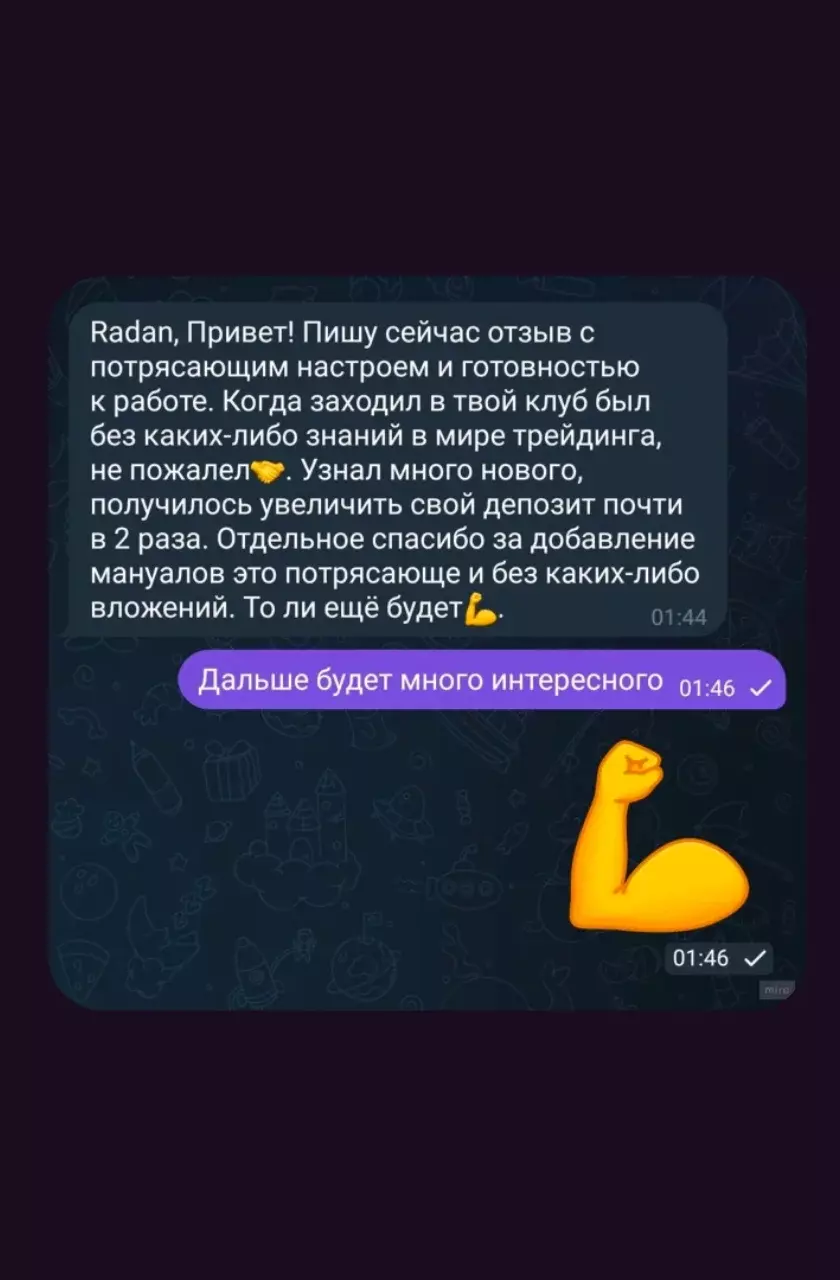 Radan, Привет! Пишу сейчас отзыв с
потрясающим настроем и готовностью
к работе. Когда заходил в твой клуб был
без каких-либо знаний в мире трейдинга,
не пожалел🤝. Узнал много нового,
получилось увеличить свой депозит почти
в 2 раза. Отдельное спасибо за добавление
мануалов это потрясающе и без каких-либо
вложений. То ли ещё будет💪.
01:44
Дальше будет много интересного 01:46
01:46
miro